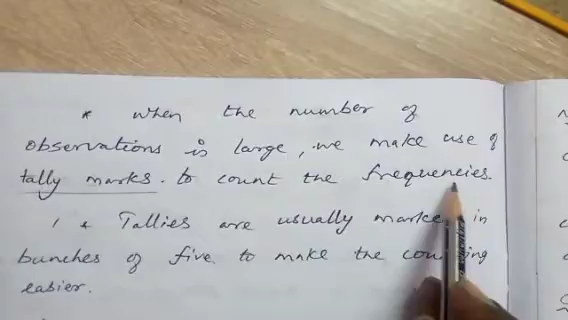 * when the number of
observations is large, we make use of
tally marks. to count the frequencies.
* Tallies are usually marked in
bunches of five to make the counting
easier.